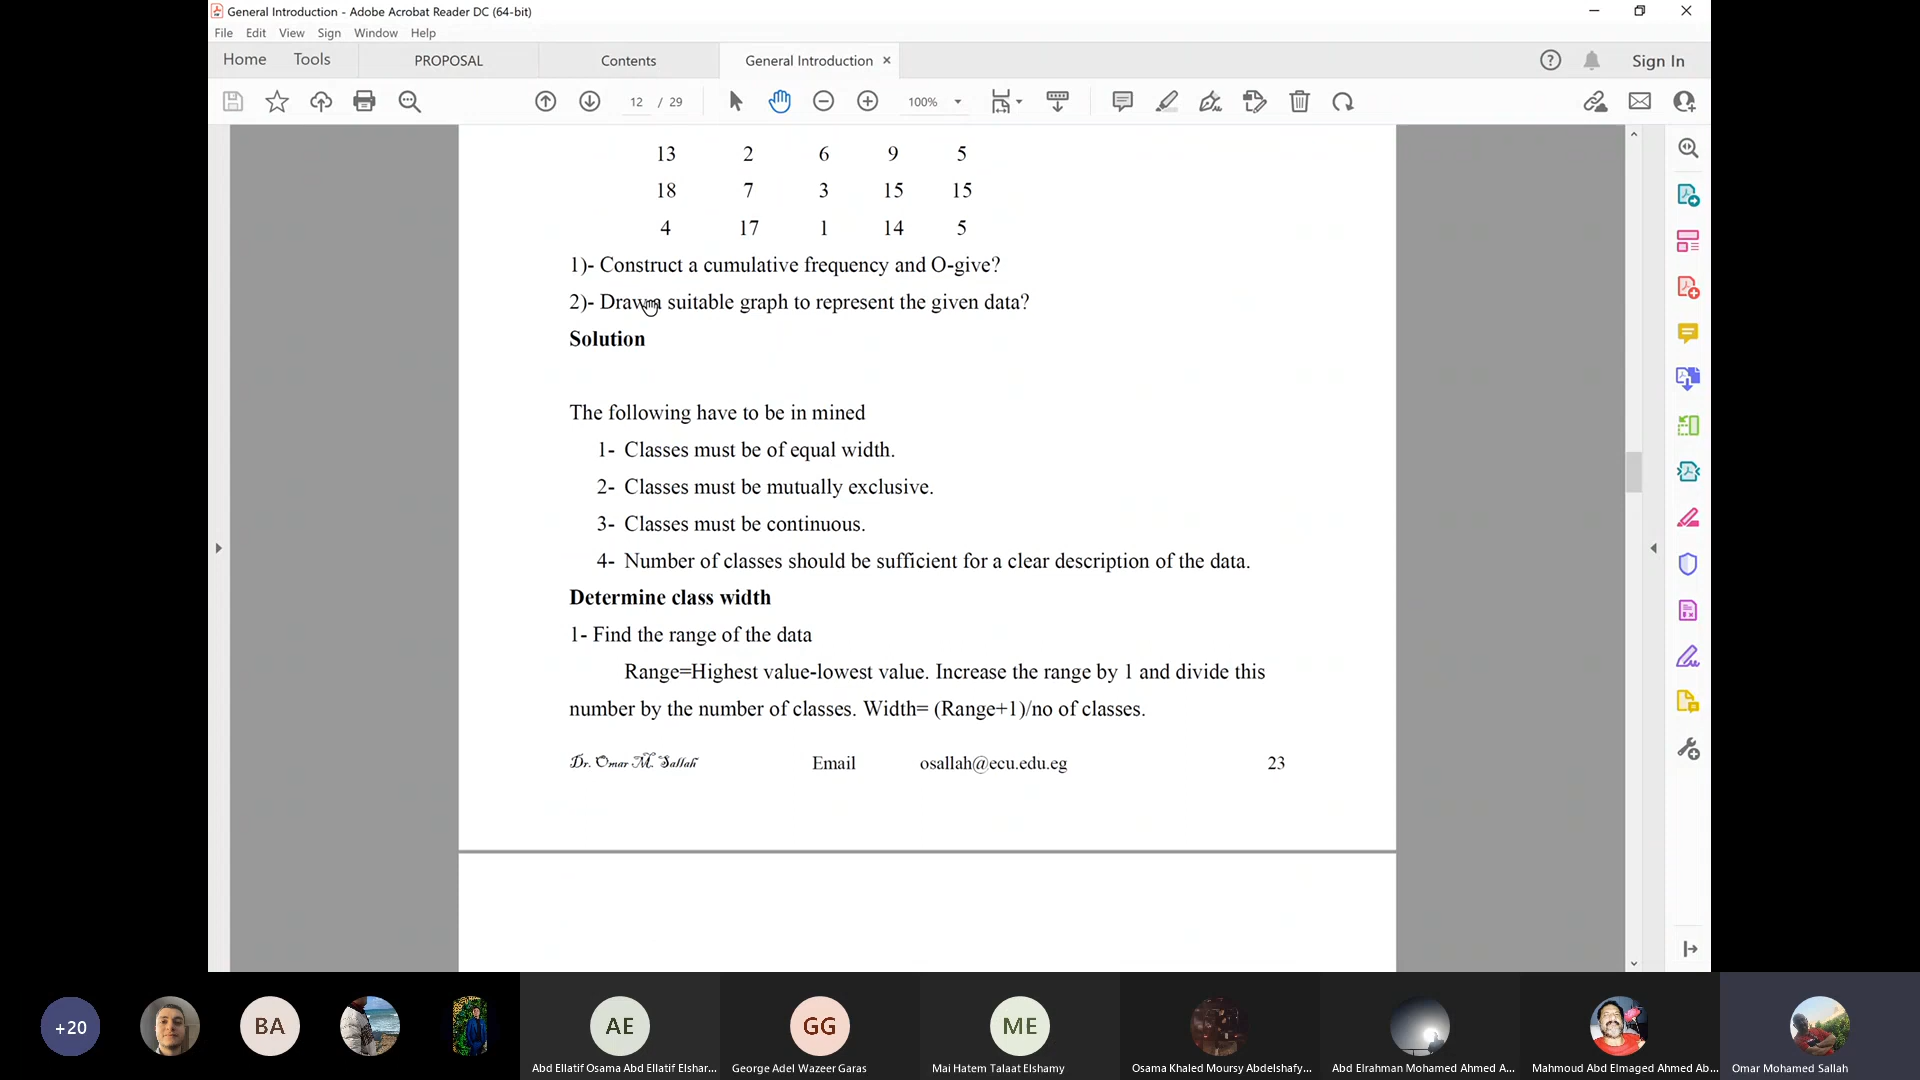 General Introduction - Adobe Acrobat Reader DC (64-bit)
File Edit View Sign Window Help
Home Tools PROPOSAL Contents General Introduction × Sign In
12 / 29 100%
13 2 6 9 5
18 7 3 15 15
4 17 1 14 5
1)- Construct a cumulative frequency and O-give?
2)- Draw a suitable graph to represent the given data?
Solution
The following have to be in mined
1- Classes must be of equal width.
2- Classes must be mutually exclusive.
3- Classes must be continuous.
4- Number of classes should be sufficient for a clear description of the data.
Determine class width
1- Find the range of the data
Range=Highest value-lowest value. Increase the range by 1 and divide this
number by the number of classes. Width= (Range+1)/no of classes.
Dr. Omar M. Sallah Email osallah@ecu.edu.eg 23
+20 BA AE GG ME
Abd Ellatif Osama Abd Ellatif Elshar... George Adel Wazeer Garas Mai Hatem Talaat Elshamy Osama Khaled Moursy Abdelshafy... Abd Elrahman Mohamed Ahmed A... Mahmoud Abd Elmaged Ahmed Ab... Omar Mohamed Sallah